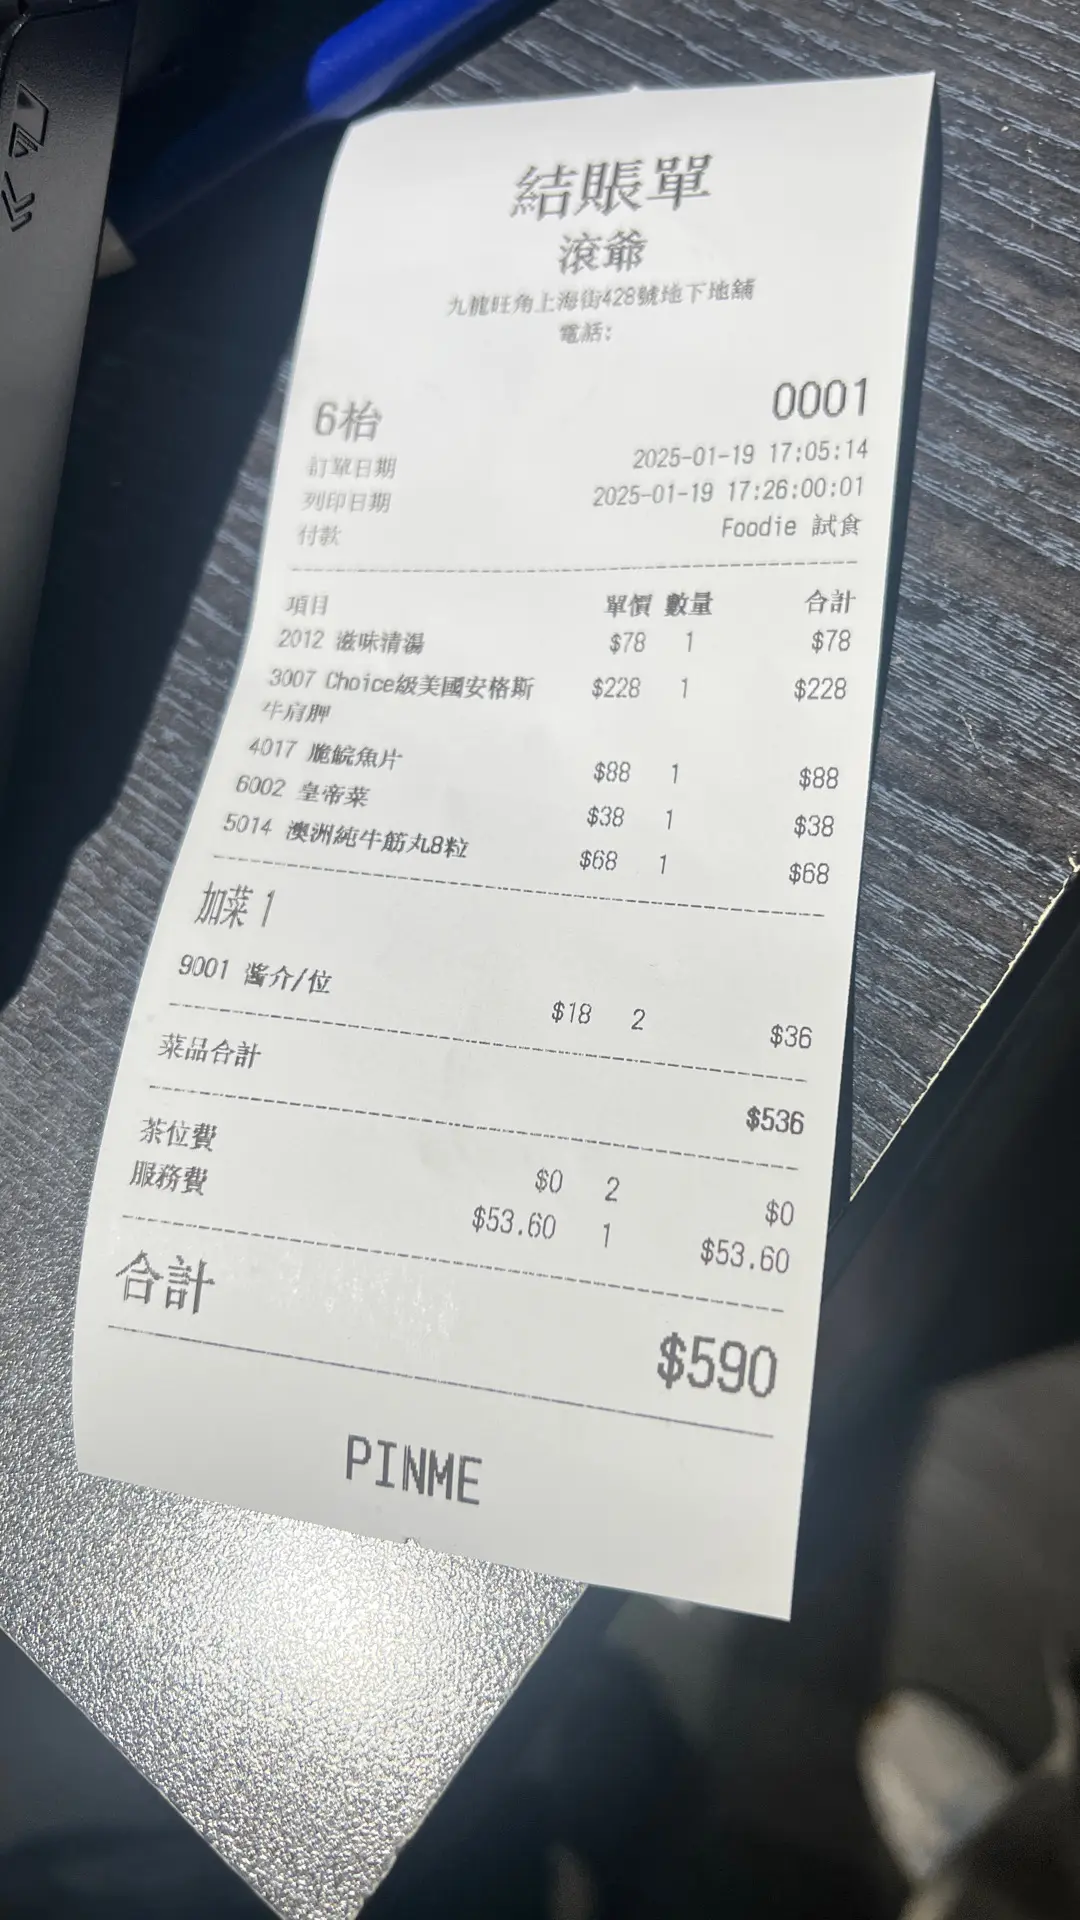 結賬單
滾爺
九龍旺角上海街428號地下地舖
電話:
6枱 0001
訂單日期 2025-01-19 17:05:14
列印日期 2025-01-19 17:26:00:01
付款 Foodie 試食
項目 單價 數量 合計
2012 滋味清湯 $78 1 $78
3007 Choice級美國安格斯 $228 1 $228
牛肩胛
4017 脆鯇魚片 $88 1 $88
6002 皇帝菜 $38 1 $38
5014 澳洲純牛筋丸8粒 $68 1 $68
加菜 1
9001 醬介/位 $18 2 $36
菜品合計 $536
茶位費 $0 2 $0
服務費 $53.60 1 $53.60
合計 $590
PINME